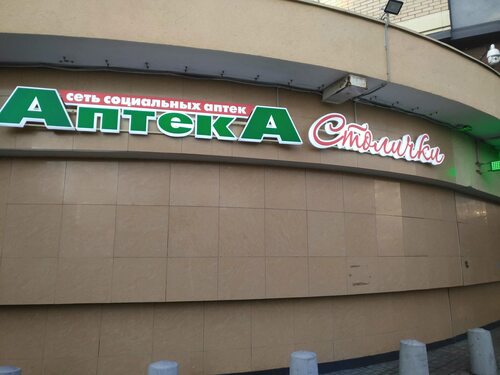 сеть социальных аптек
АптекА
Столички